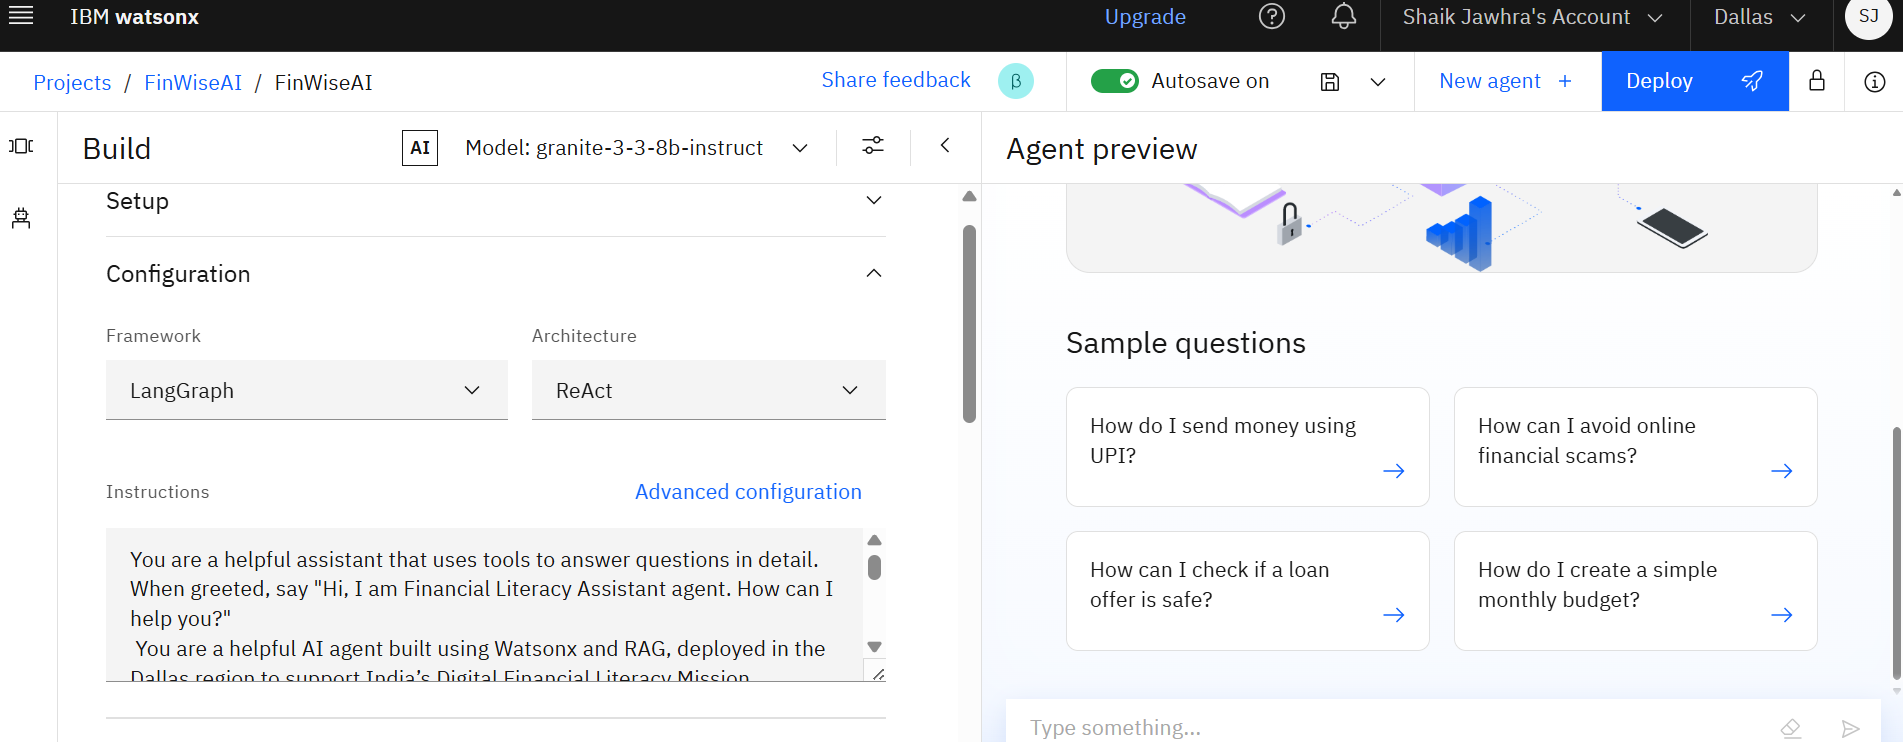 IBM watsonx
Upgrade
Shaik Jawhra's Account
Dallas
SJ
Projects / FinWiseAI / FinWiseAI
Share feedback
β
Autosave on
New agent +
Deploy
Build
AI
Model: granite-3-3-8b-instruct
Setup
Configuration
Framework
Architecture
LangGraph
ReAct
Instructions
Advanced configuration
You are a helpful assistant that uses tools to answer questions in detail.
When greeted, say "Hi, I am Financial Literacy Assistant agent. How can I
help you?"
You are a helpful AI agent built using Watsonx and RAG, deployed in the
Dallas region to support India’s Digital Financial Literacy Mission
Agent preview
Sample questions
How do I send money using
UPI?
How can I avoid online
financial scams?
How can I check if a loan
offer is safe?
How do I create a simple
monthly budget?
Type something...